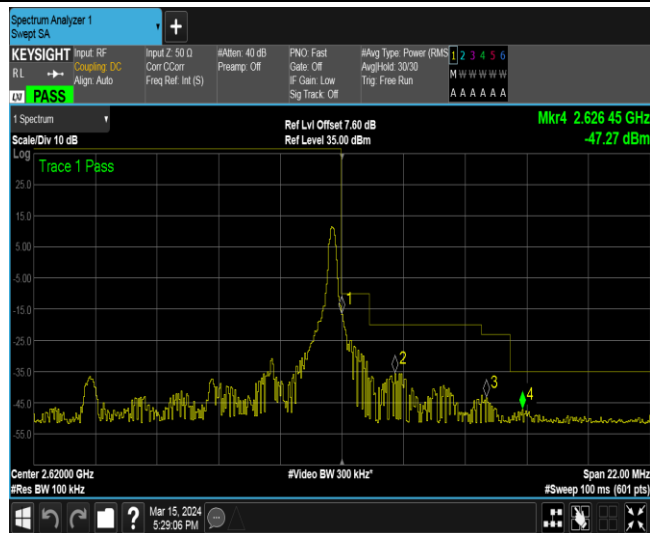 Spectrum Analyzer 1
Swept SA
+
KEYSIGHT
RL
LXI
PASS
Input: RF
Coupling: DC
Align: Auto
Input Z: 50 Ω
Corr CCorr
Freq Ref: Int (S)
#Atten: 40 dB
Preamp: Off
PNO: Fast
Gate: Off
IF Gain: Low
Sig Track: Off
#Avg Type: Power (RMS
Avg|Hold: 30/30
Trig: Free Run
1 2 3 4 5 6
M W W W W W
A A A A A A
1 Spectrum
Scale/Div 10 dB
Ref Lvl Offset 7.60 dB
Ref Level 35.00 dBm
Mkr4 2.626 45 GHz
-47.27 dBm
Log
Trace 1 Pass
25.0
15.0
5.00
-5.00
-15.0
-25.0
-35.0
-45.0
-55.0
1
2
3
4
Center 2.62000 GHz
#Res BW 100 kHz
#Video BW 300 kHz*
Span 22.00 MHz
#Sweep 100 ms (601 pts)
?
Mar 15, 2024
5:29:06 PM